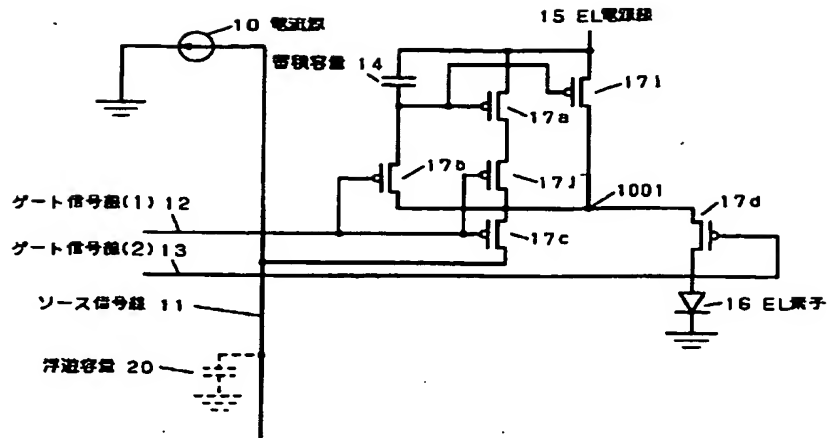 10 電流源
15 EL電源線
蓄積容量 14
17i
17a
17b
17j
1001
17d
ゲート信号線(1) 12
17c
ゲート信号線(2) 13
ソース信号線 11
16 EL素子
浮遊容量 20